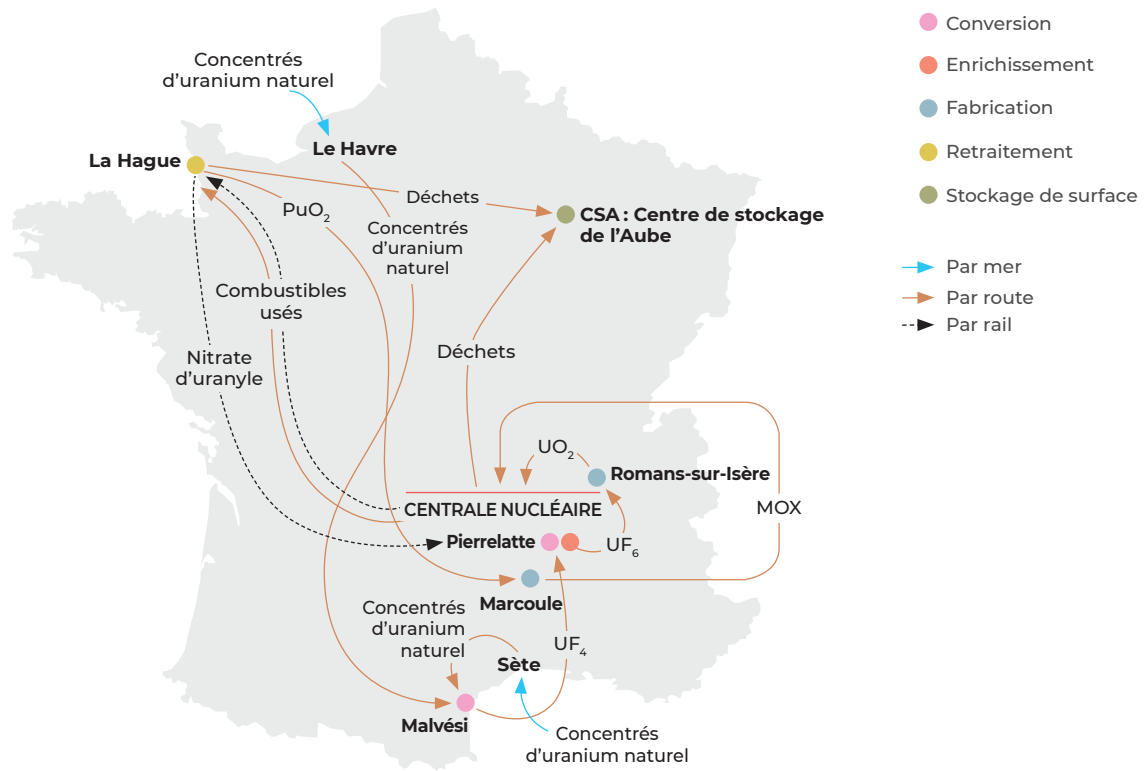 Concentrés
d'uranium naturel
Le Havre
La Hague
Déchets
PuO₂
Concentrés
d'uranium
naturel
CSA : Centre de stockage
de l'Aube
Combustibles
usés
Nitrate
d'uranyle
Déchets
UO₂
Romans-sur-Isère
CENTRALE NUCLÉAIRE
MOX
Pierrelatte
UF₆
Marcoule
Concentrés
d'uranium
naturel
UF₄
Sète
Malvési
Concentrés
d'uranium naturel
Conversion
Enrichissement
Fabrication
Retraitement
Stockage de surface
Par mer
Par route
Par rail